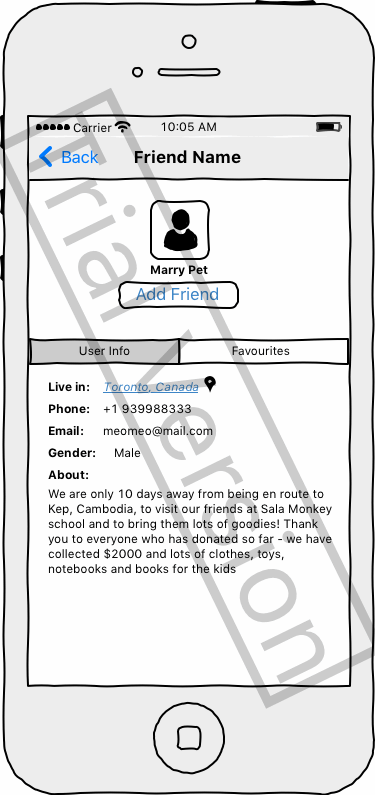 Carrier 10:05 AM
Back Friend Name
Marry Pet
Add Friend
User Info Favourites
Live in: Toronto, Canada
Phone: +1 939988333
Email: meomeo@mail.com
Gender: Male
About:
We are only 10 days away from being en route to
Kep, Cambodia, to visit our friends at Sala Monkey
school and to bring them lots of goodies! Thank
you to everyone who has donated so far - we have
collected $2000 and lots of clothes, toys,
notebooks and books for the kids
Trial Version